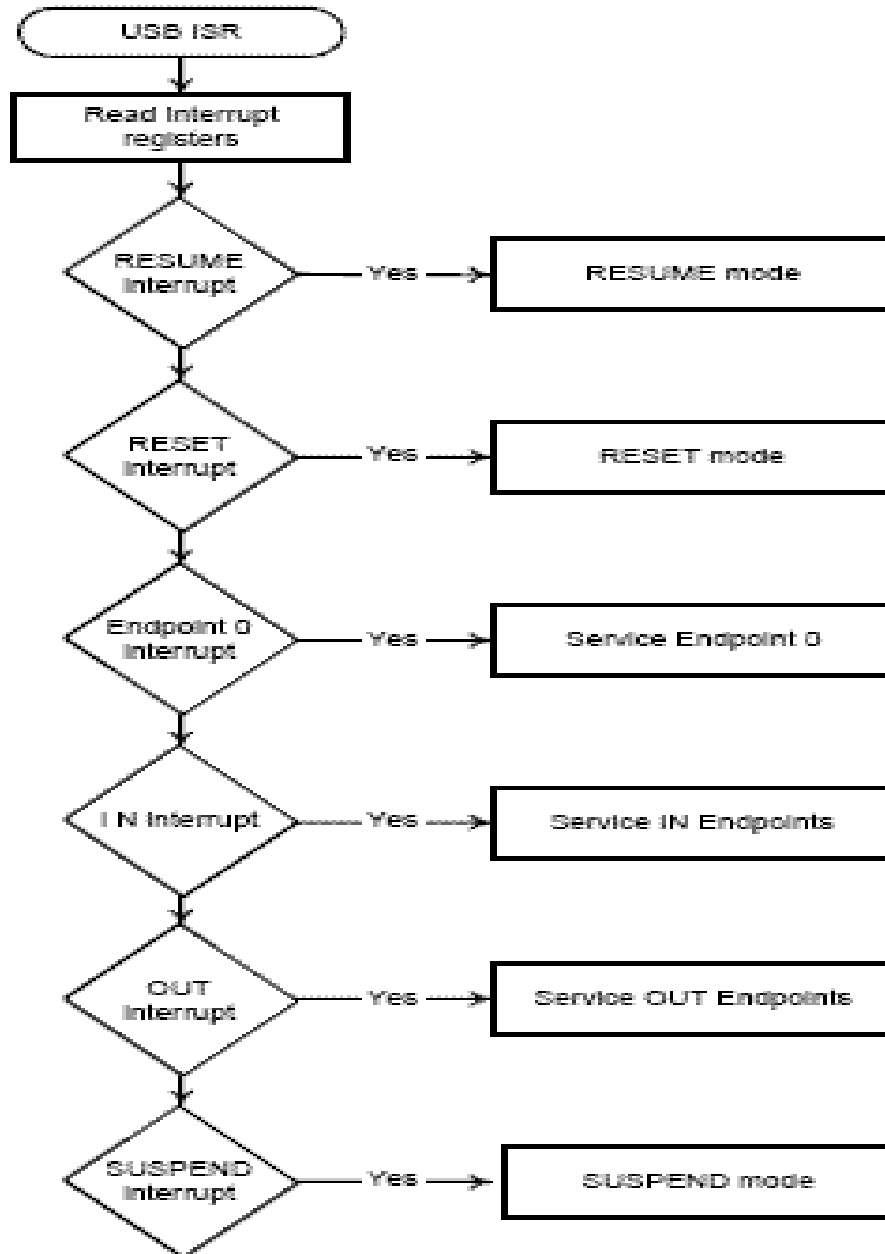 USB ISR
Read Interrupt
registers
RESUME
Interrupt
Yes
RESUME mode
RESET
Interrupt
Yes
RESET mode
Endpoint 0
Interrupt
Yes
Service Endpoint 0
I N Interrupt
Yes
Service IN Endpoints
OUT
Interrupt
Yes
Service OUT Endpoints
SUSPEND
Interrupt
Yes
SUSPEND mode